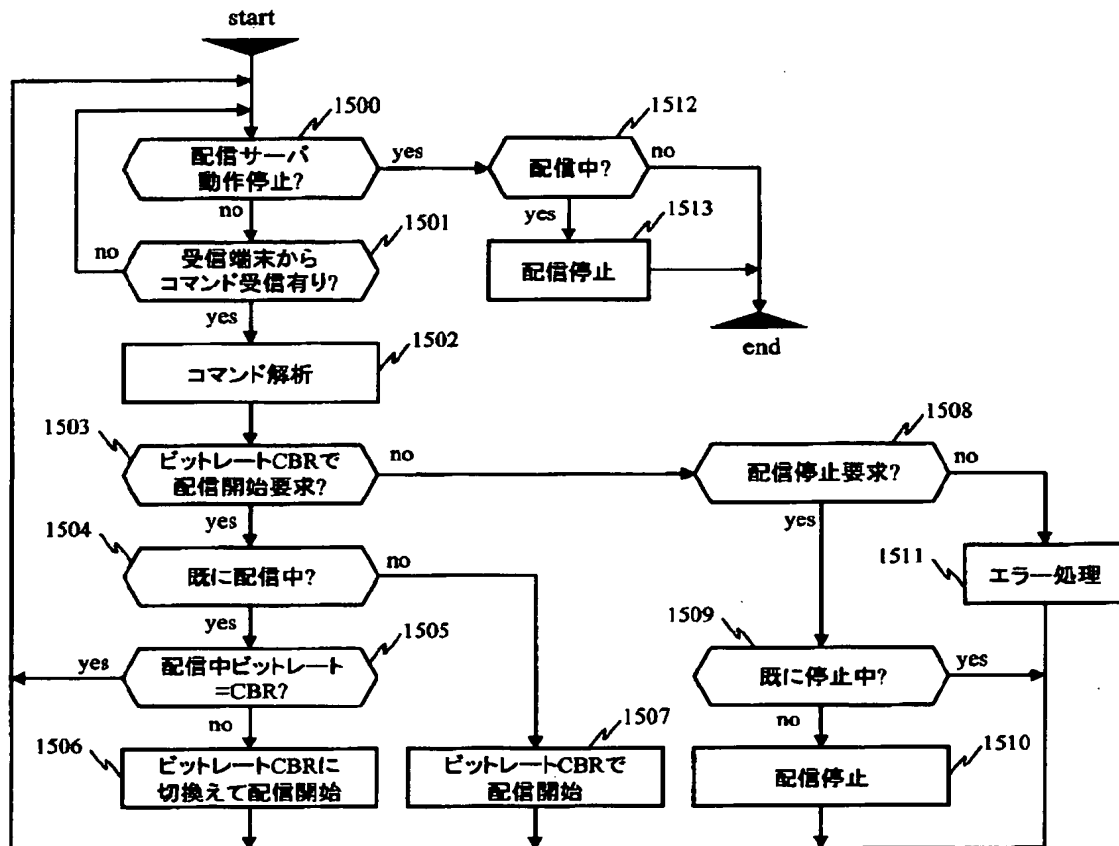 start
1500
配信サーバ
動作停止?
yes
no
1512
配信中?
no
yes
1513
配信停止
end
1501
no
受信端末から
コマンド受信有り?
yes
1502
コマンド解析
1503
ビットレートCBRで
配信開始要求?
no
yes
1508
配信停止要求?
no
yes
1511
エラー処理
1504
既に配信中?
no
yes
1505
yes
配信中ビットレート
=CBR?
no
1509
既に停止中?
yes
no
1506
ビットレートCBRに
切換えて配信開始
1507
ビットレートCBRで
配信開始
1510
配信停止